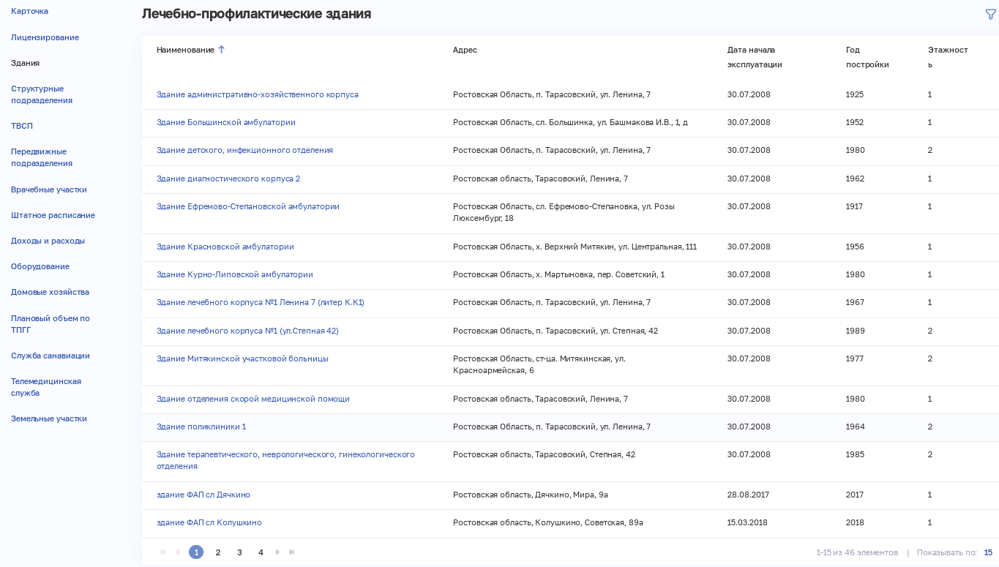 Карточка
Лицензирование
Здания
Структурные
подразделения
ТВСП
Передвижные
подразделения
Врачебные участки
Штатное расписание
Доходы и расходы
Оборудование
Домовые хозяйства
Плановый объем по
ТПГГ
Служба санавиации
Телемедицинская
служба
Земельные участки
Лечебно-профилактические здания
Наименование Адрес Дата начала Год Этажност
эксплуатации постройки ь
Здание административно-хозяйственного корпуса Ростовская Область, п. Тарасовский, ул. Ленина, 7 30.07.2008 1925 1
Здание Большинской амбулатории Ростовская Область, сл. Большинка, ул. Башмакова И.В., 1, д 30.07.2008 1952 1
Здание детского, инфекционного отделения Ростовская Область, п. Тарасовский, ул. Ленина, 7 30.07.2008 1980 2
Здание диагностического корпуса 2 Ростовская область, Тарасовский, Ленина, 7 30.07.2008 1962 1
Здание Ефремово-Степановской амбулатории Ростовская Область, сл. Ефремово-Степановка, ул. Розы 30.07.2008 1917 1
Люксембург, 18
Здание Красновской амбулатории Ростовская Область, х. Верхний Митякин, ул. Центральная, 111 30.07.2008 1956 1
Здание Курно-Липовской амбулатории Ростовская Область, х. Мартыновка, пер. Советский, 1 30.07.2008 1980 1
Здание лечебного корпуса №1 Ленина 7 (литер К.К1) Ростовская Область, п. Тарасовский, ул. Ленина, 7 30.07.2008 1967 1
Здание лечебного корпуса №1 (ул.Степная 42) Ростовская Область, п. Тарасовский, ул. Степная, 42 30.07.2008 1989 2
Здание Митякинской участковой больницы Ростовская Область, ст-ца. Митякинская, ул. 30.07.2008 1977 2
Красноармейская, 6
Здание отделения скорой медицинской помощи Ростовская область, Тарасовский, Ленина, 7 30.07.2008 1980 1
Здание поликлиники 1 Ростовская Область, п. Тарасовский, ул. Ленина, 7 30.07.2008 1964 2
Здание терапевтического, неврологического, гинекологического Ростовская область, Тарасовский, Степная, 42 30.07.2008 1985 2
отделения
здание ФАП сл Дячкино Ростовская область, Дячкино, Мира, 9а 28.08.2017 2017 1
здание ФАП сл Колушкино Ростовская область, Колушкино, Советская, 89а 15.03.2018 2018 1
1 2 3 4 1-15 из 46 элементов | Показывать по: 15